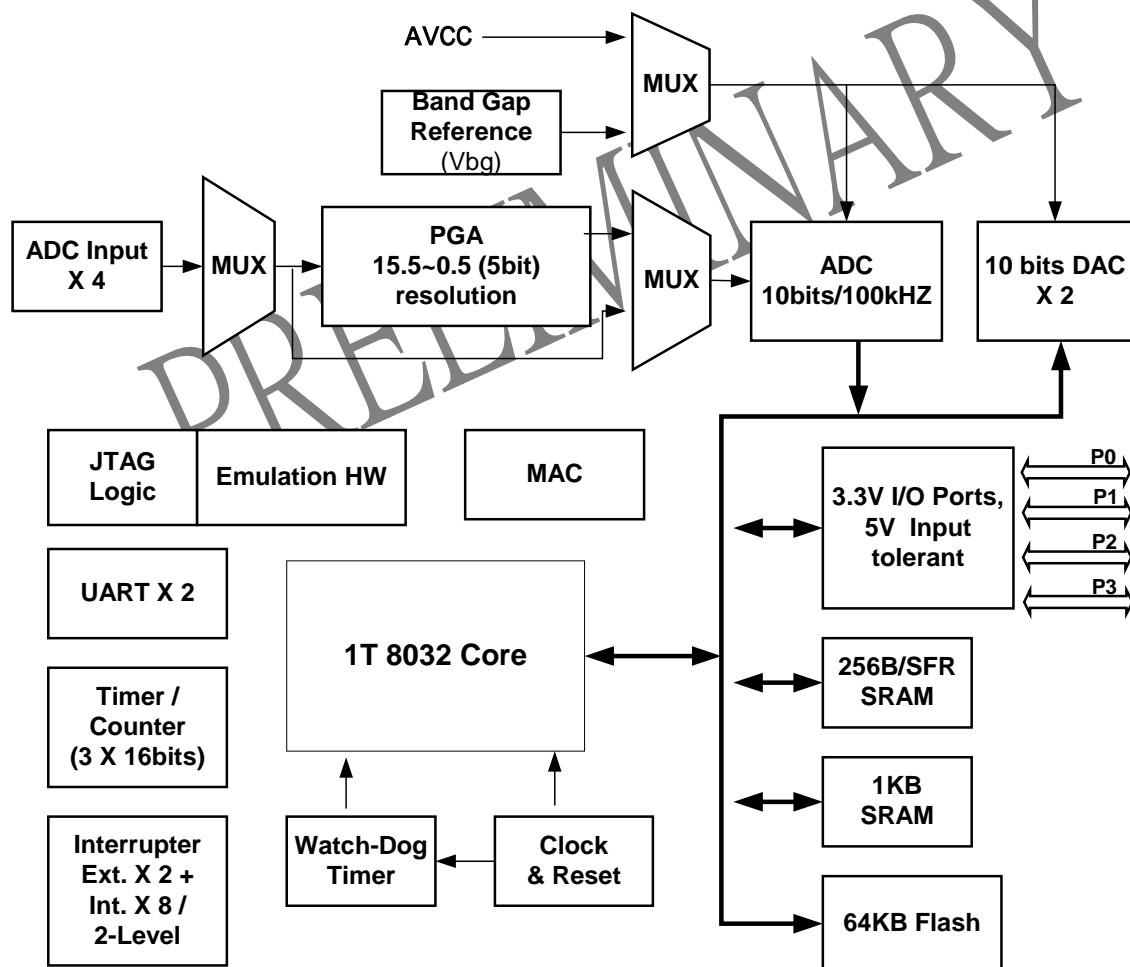 AVCC
MUX
Band Gap
Reference
(Vbg)
ADC Input
X 4
MUX
PGA
15.5~0.5 (5bit)
resolution
MUX
ADC
10bits/100kHZ
10 bits DAC
X 2
PRELIMINARY
JTAG
Logic
Emulation HW
MAC
3.3V I/O Ports,
5V Input
tolerant
P0
P1
P2
P3
UART X 2
1T 8032 Core
256B/SFR
SRAM
Timer /
Counter
(3 X 16bits)
1KB
SRAM
Interrupter
Ext. X 2 +
Int. X 8 /
2-Level
Watch-Dog
Timer
Clock
& Reset
64KB Flash